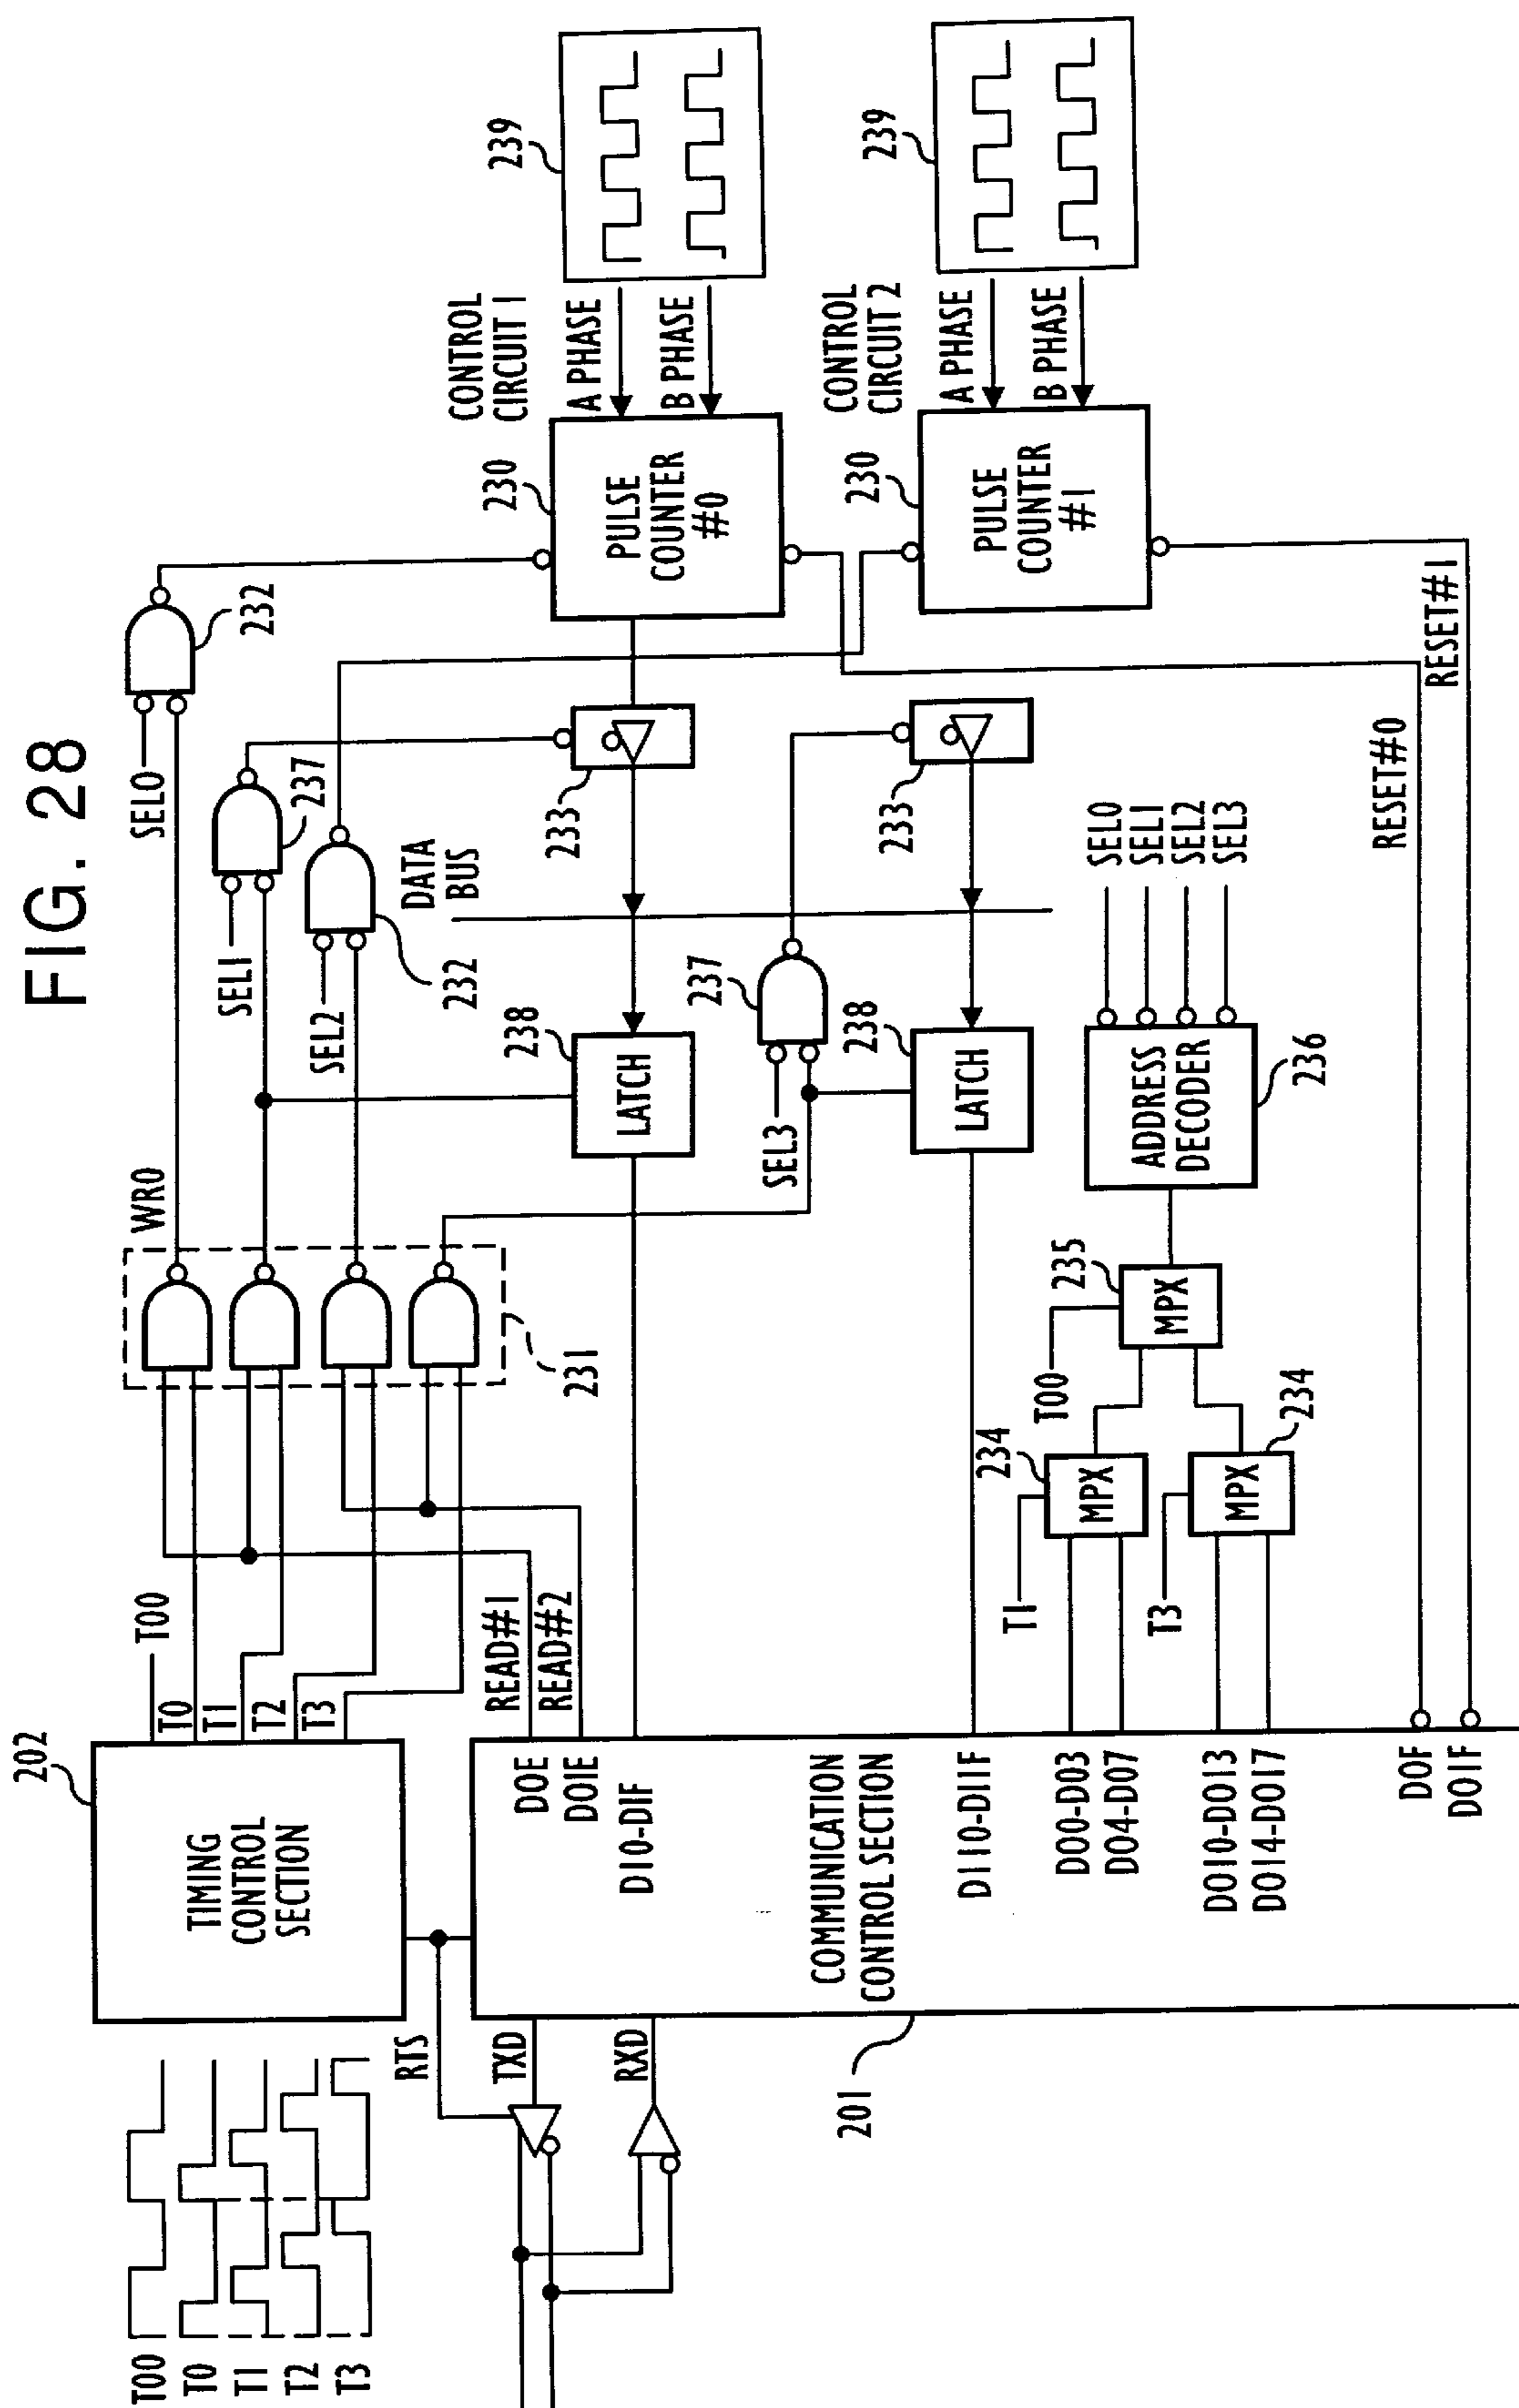 FIG. 28
T00
T0
T1
T2
T3
202
TIMING
CONTROL
SECTION
T00
T0
T1
T2
T3
WR0
231
SEL0
232
SEL1
237
SEL2
232
DATA
BUS
RTS
TXD
RXD
201
READ#1
READ#2
DOE
DO1E
DI0-DIF
COMMUNICATION
CONTROL SECTION
DI10-DI1F
DO0-DO3
DO4-DO7
DO10-DO13
DO14-DO17
DOF
DO1F
238
LATCH
233
SEL3
237
238
LATCH
233
230
PULSE
COUNTER
#0
CONTROL
CIRCUIT 1
A PHASE
B PHASE
239
230
PULSE
COUNTER
#1
CONTROL
CIRCUIT 2
A PHASE
B PHASE
239
T1
234
MPX
T3
234
MPX
T00
235
MPX
ADDRESS
DECODER
236
SEL0
SEL1
SEL2
SEL3
RESET#0
RESET#1